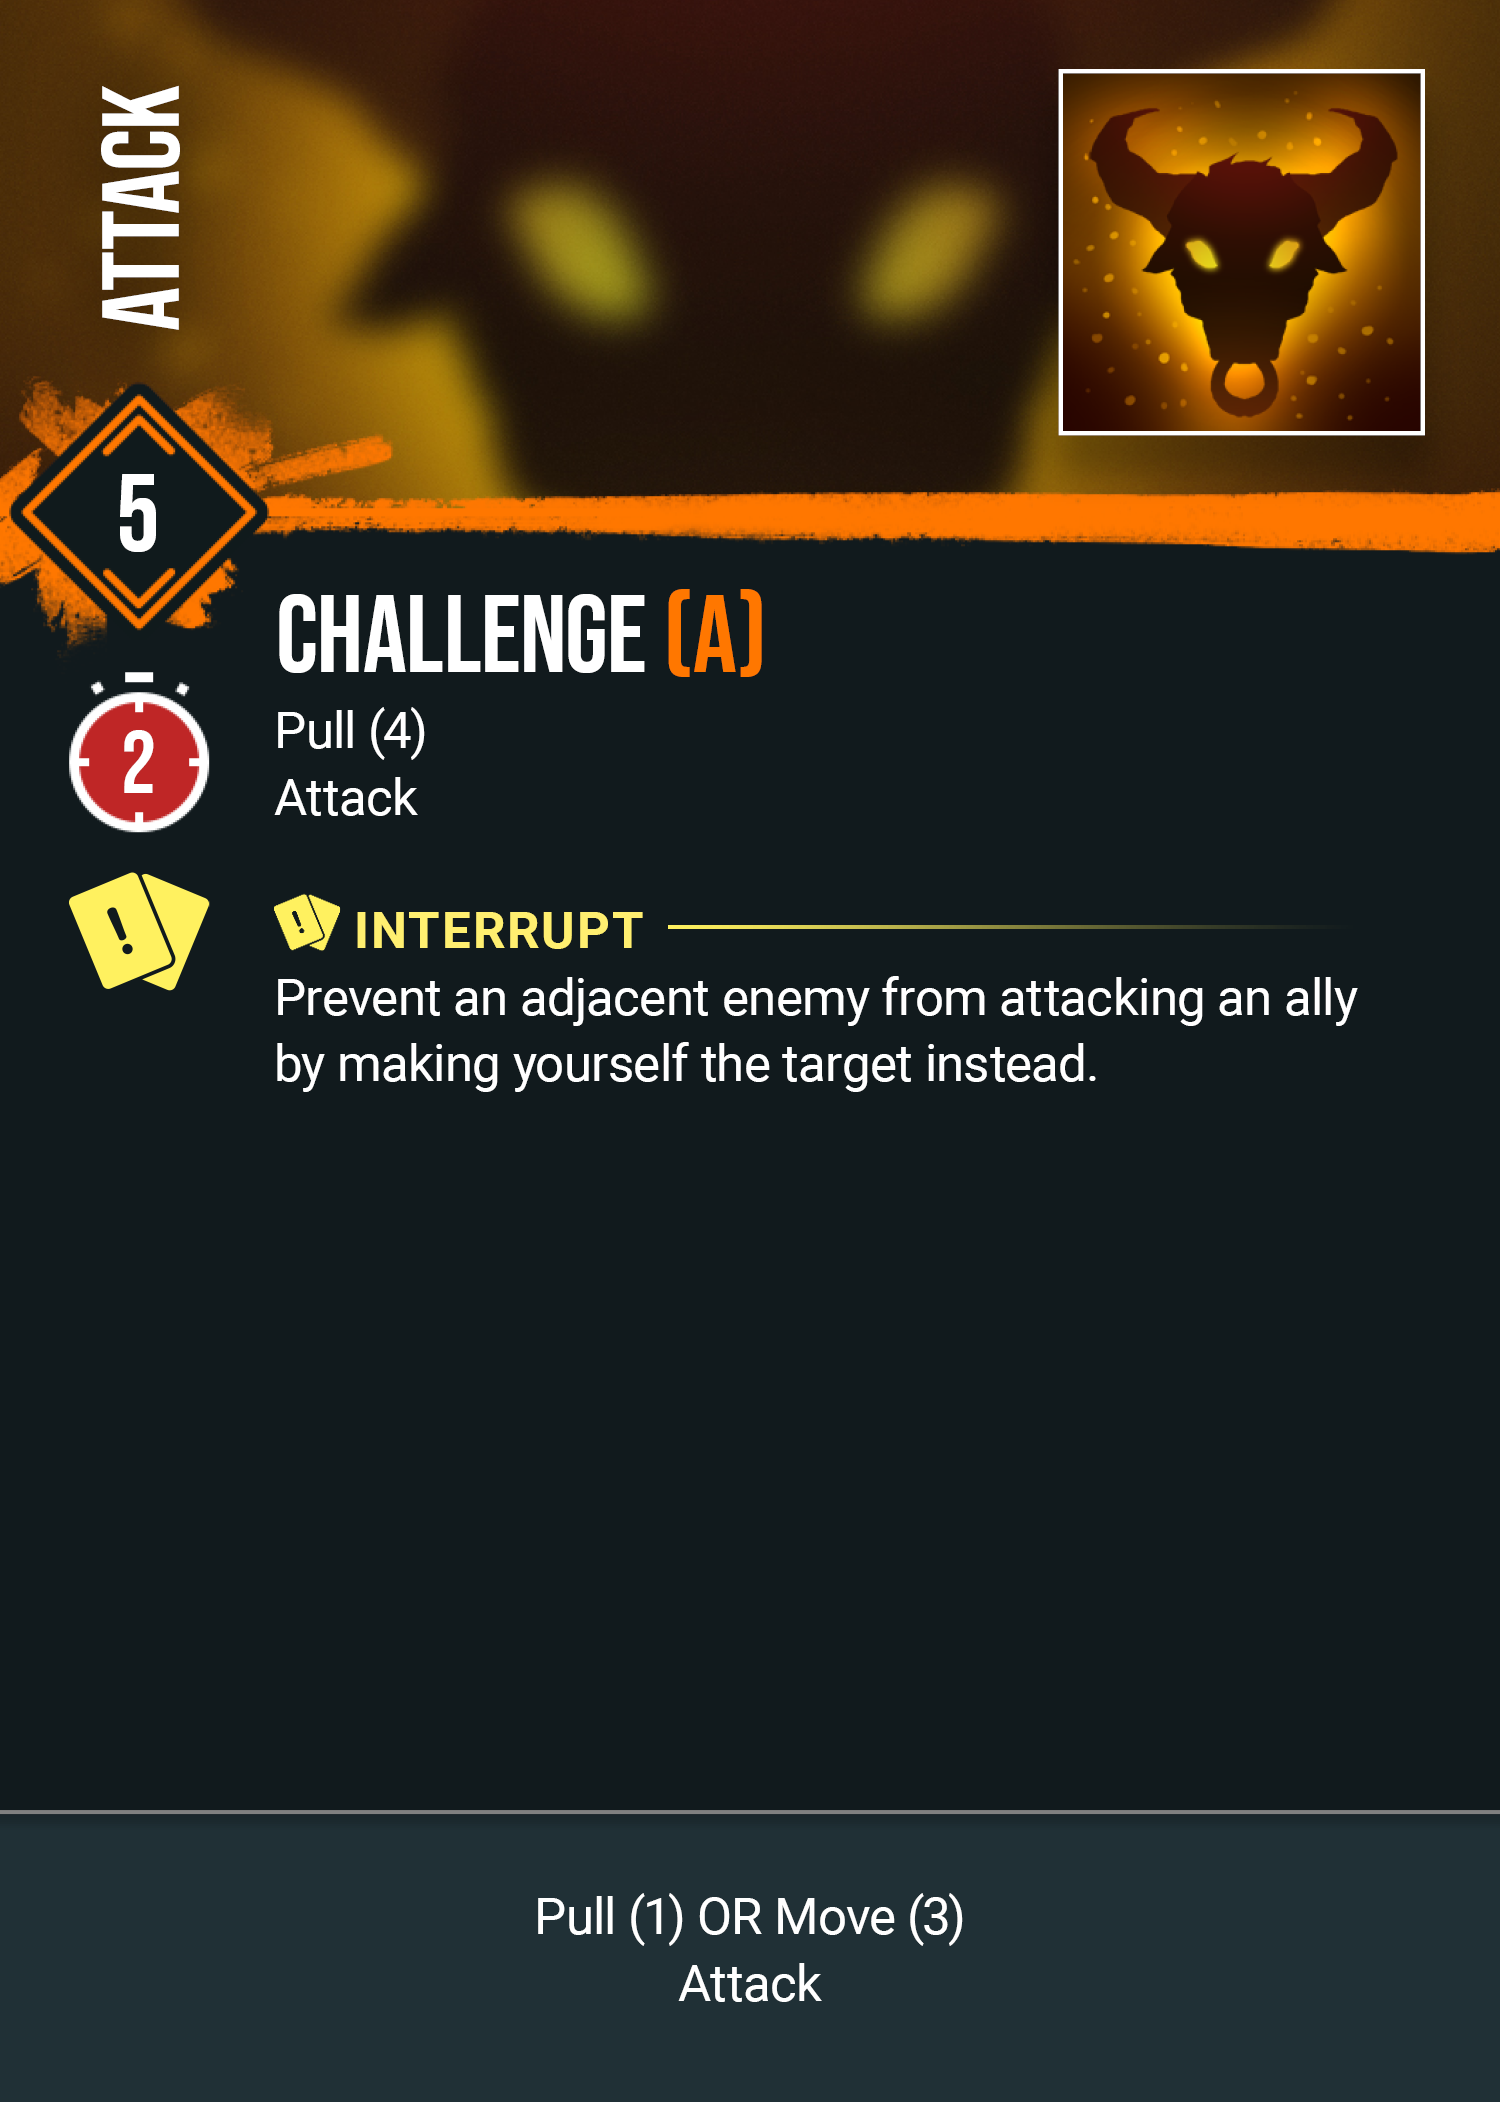 ATTACK
5
CHALLENGE (A)
2
Pull (4)
Attack
! INTERRUPT
Prevent an adjacent enemy from attacking an ally
by making yourself the target instead.
Pull (1) OR Move (3)
Attack